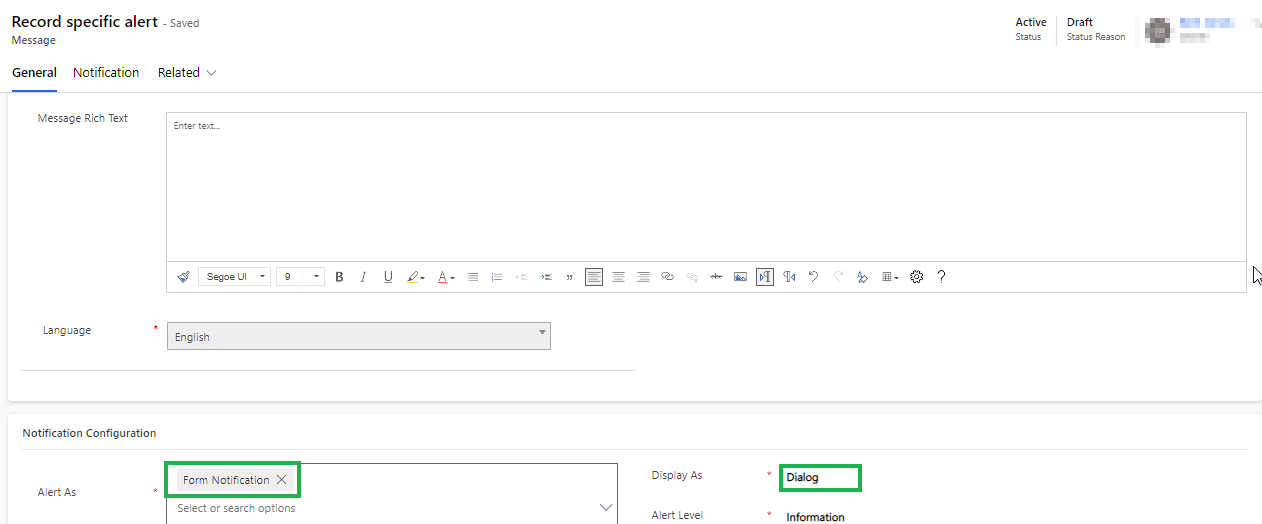 Record specific alert - Saved
Message
Active
Status
Draft
Status Reason
General Notification Related
Message Rich Text
Enter text...
Segoe UI 9 B I U A abc ?
Language * English
Notification Configuration
Alert As * Form Notification
Select or search options
Display As * Dialog
Alert Level * Information